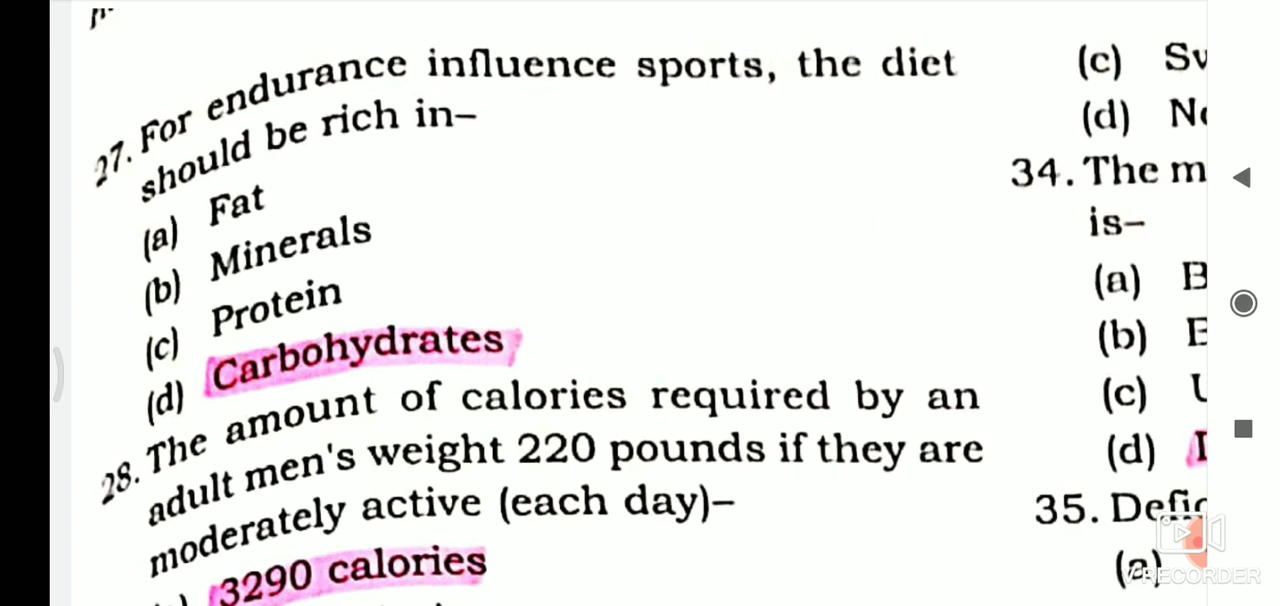 27. For endurance influence sports, the diet
should be rich in–
(a) Fat
(b) Minerals
(c) Protein
(d) Carbohydrates
28. The amount of calories required by an
adult men's weight 220 pounds if they are
moderately active (each day)–
3290 calories
(c)
(d)
34. The
is–
(a)
(b)
(c)
(d)
35.
(a)
RECORDER